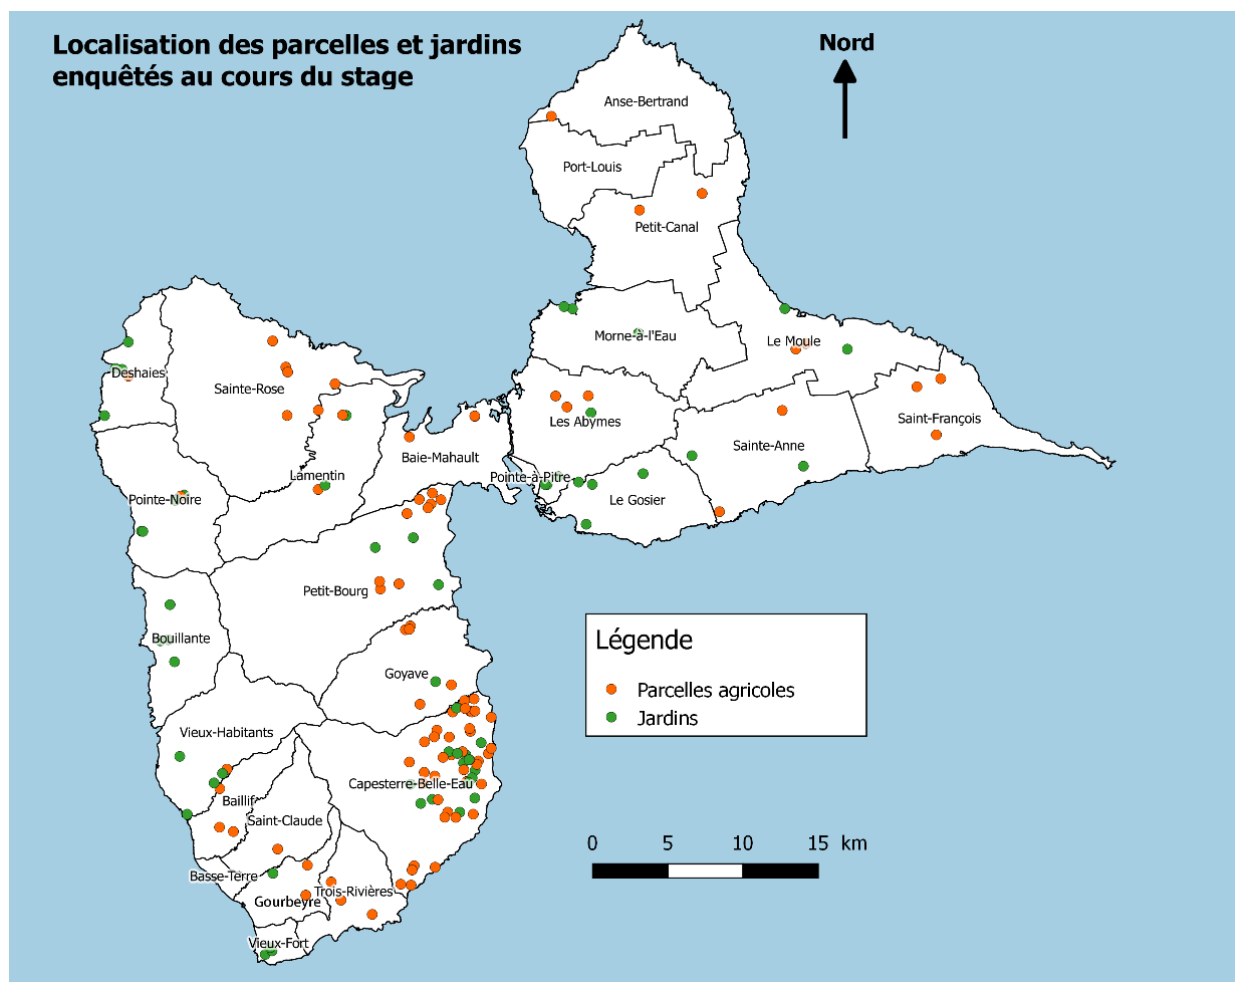 Localisation des parcelles et jardins
enquêtés au cours du stage
Nord
Anse-Bertrand
Port-Louis
Petit-Canal
Morne-à-l'Eau
Le Moule
Deshaies
Sainte-Rose
Les Abymes
Saint-François
Sainte-Anne
Baie-Mahault
Lamentin
Pointe-à-Pitre
Pointe-Noire
Le Gosier
Petit-Bourg
Bouillante
Goyave
Légende
Parcelles agricoles
Jardins
Vieux-Habitants
Capesterre-Belle-Eau
Baillif
Saint-Claude
Basse-Terre
Trois-Rivières
Gourbeyre
Vieux-Fort
0 5 10 15 km